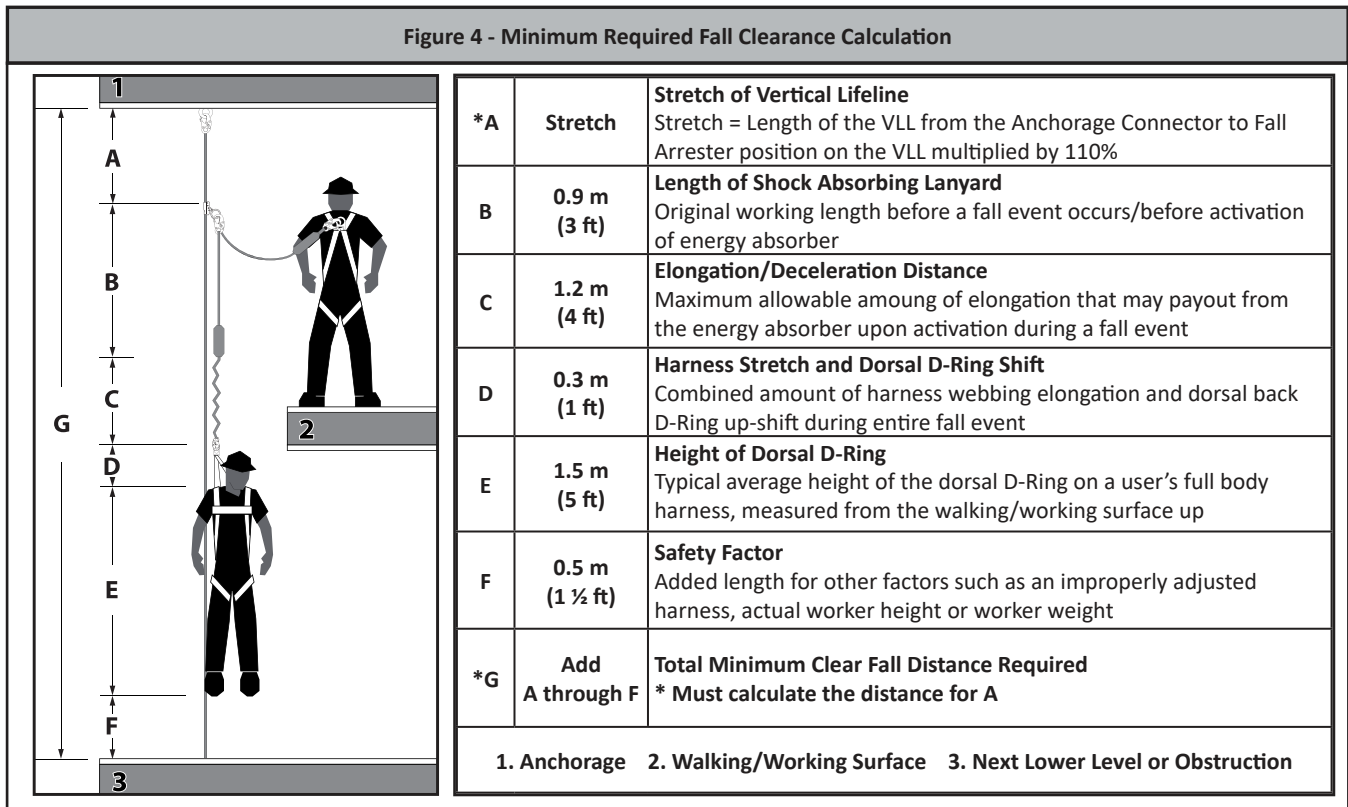 Figure 4 - Minimum Required Fall Clearance Calculation
1
A
B
C
D
E
F
G
2
3
*A
Stretch
Stretch of Vertical Lifeline
Stretch = Length of the VLL from the Anchorage Connector to Fall
Arrester position on the VLL multiplied by 110%
B
0.9 m
(3 ft)
Length of Shock Absorbing Lanyard
Original working length before a fall event occurs/before activation
of energy absorber
C
1.2 m
(4 ft)
Elongation/Deceleration Distance
Maximum allowable amoung of elongation that may payout from
the energy absorber upon activation during a fall event
D
0.3 m
(1 ft)
Harness Stretch and Dorsal D-Ring Shift
Combined amount of harness webbing elongation and dorsal back
D-Ring up-shift during entire fall event
E
1.5 m
(5 ft)
Height of Dorsal D-Ring
Typical average height of the dorsal D-Ring on a user's full body
harness, measured from the walking/working surface up
F
0.5 m
(1 ½ ft)
Safety Factor
Added length for other factors such as an improperly adjusted
harness, actual worker height or worker weight
*G
Add
A through F
Total Minimum Clear Fall Distance Required
* Must calculate the distance for A
1. Anchorage 2. Walking/Working Surface 3. Next Lower Level or Obstruction